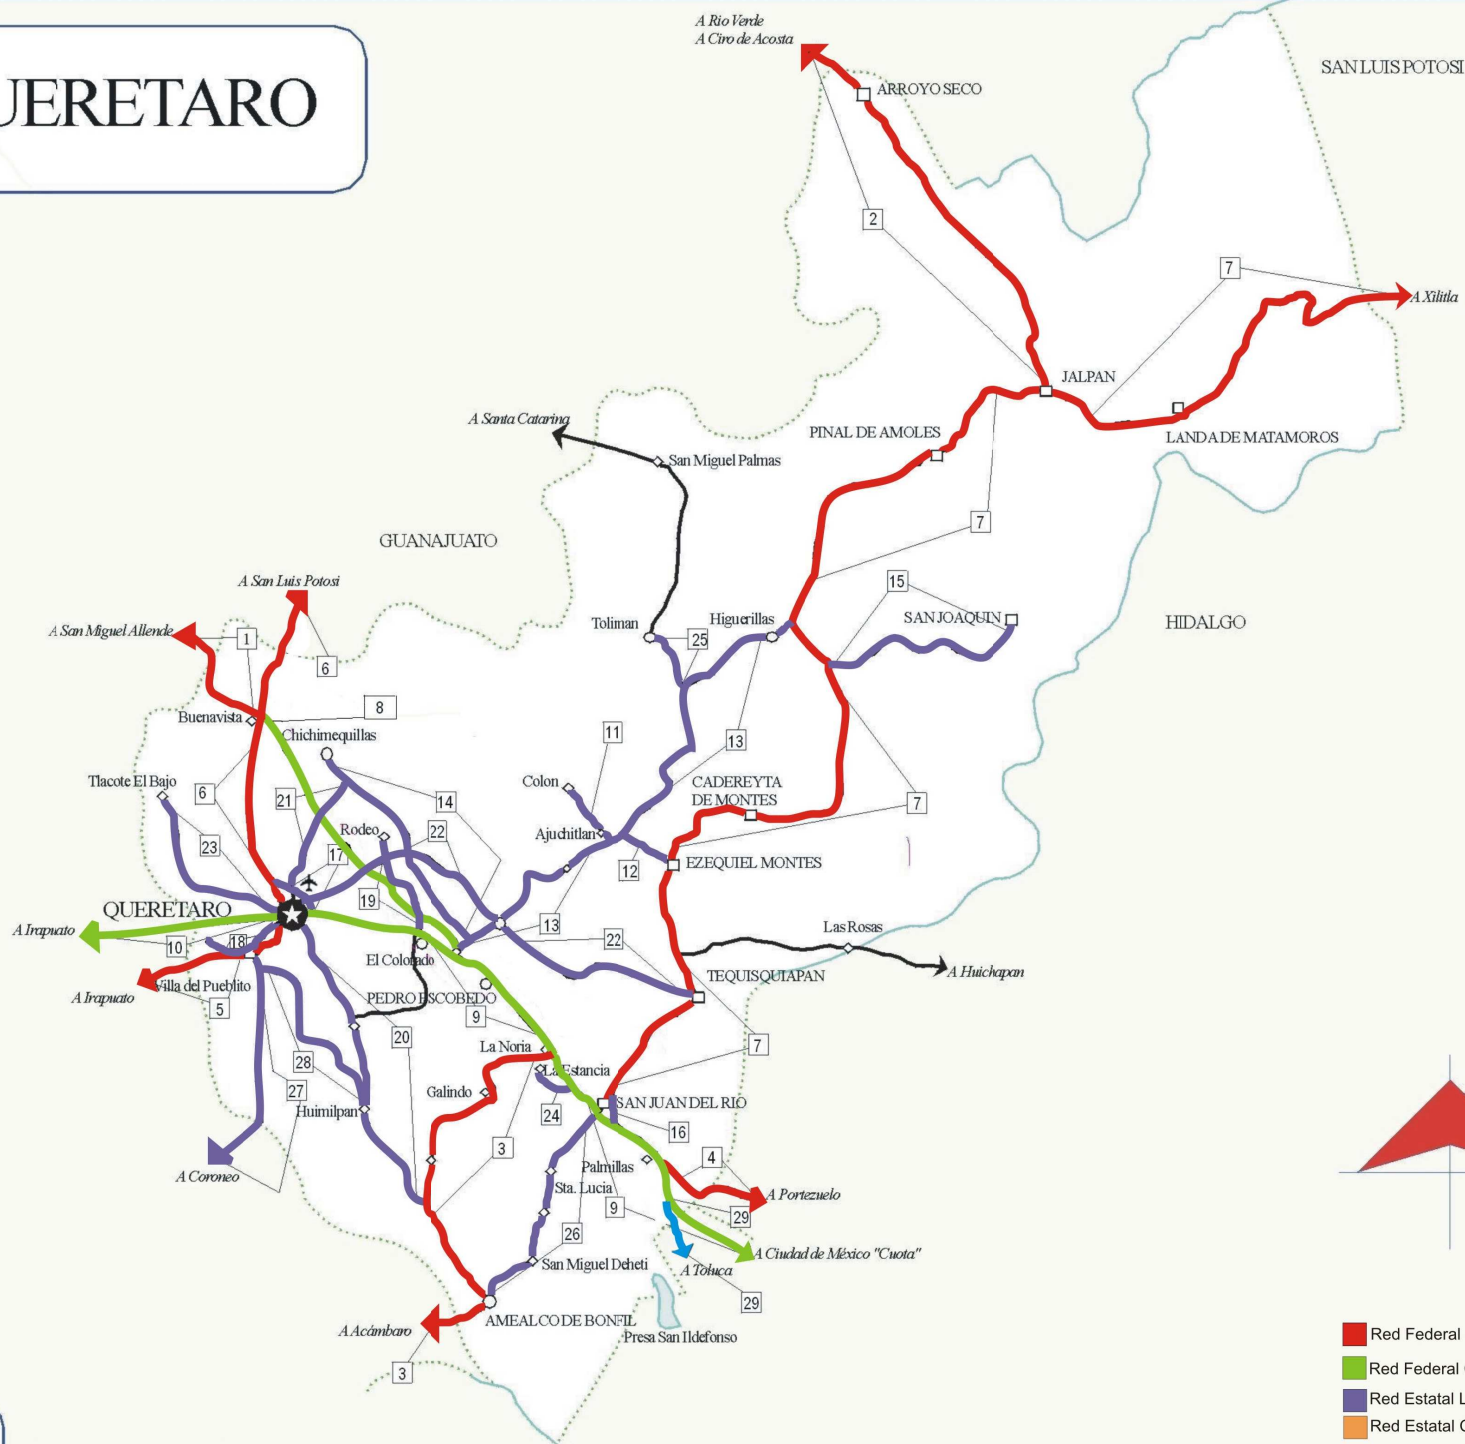 A Rio Verde
A Ciro de Acosta
SAN LUIS POTOSI
UERETARO
ARROYO SECO
2
7
A Xilitla
JALPAN
A Santa Catarina
PINAL DE AMOLES
LANDA DE MATAMOROS
San Miguel Palmas
7
GUANAJUATO
A San Luis Potosi
15
A San Miguel Allende
1
Toliman
25
Higuerillas
SAN JOAQUIN
HIDALGO
6
8
Buenavista
Chichimequillas
11
13
Tlacote El Bajo
Colon
CADEREYTA
DE MONTES
6
21
14
7
Rodeo
22
Ajuchitlan
23
17
12
EZEQUIEL MONTES
19
QUERETARO
13
A Irapuato
10
18
22
Las Rosas
El Colorado
A Huichapan
TEQUISQUIAPAN
Villa del Pueblito
A Irapuato
PEDRO ESCOBEDO
5
9
20
7
La Noria
28
La Estancia
27
Galindo
Huimilpan
24
SAN JUAN DEL RIO
16
3
4
Palmillas
A Coroneo
Sta. Lucia
A Portezuelo
9
29
26
A Ciudad de México "Cuota"
San Miguel Deheti
A Toluca
29
AMEALCO DE BONFIL
A Acámbaro
Presa San Ildefonso
3
Red Federal
Red Federal
Red Estatal L
Red Estatal